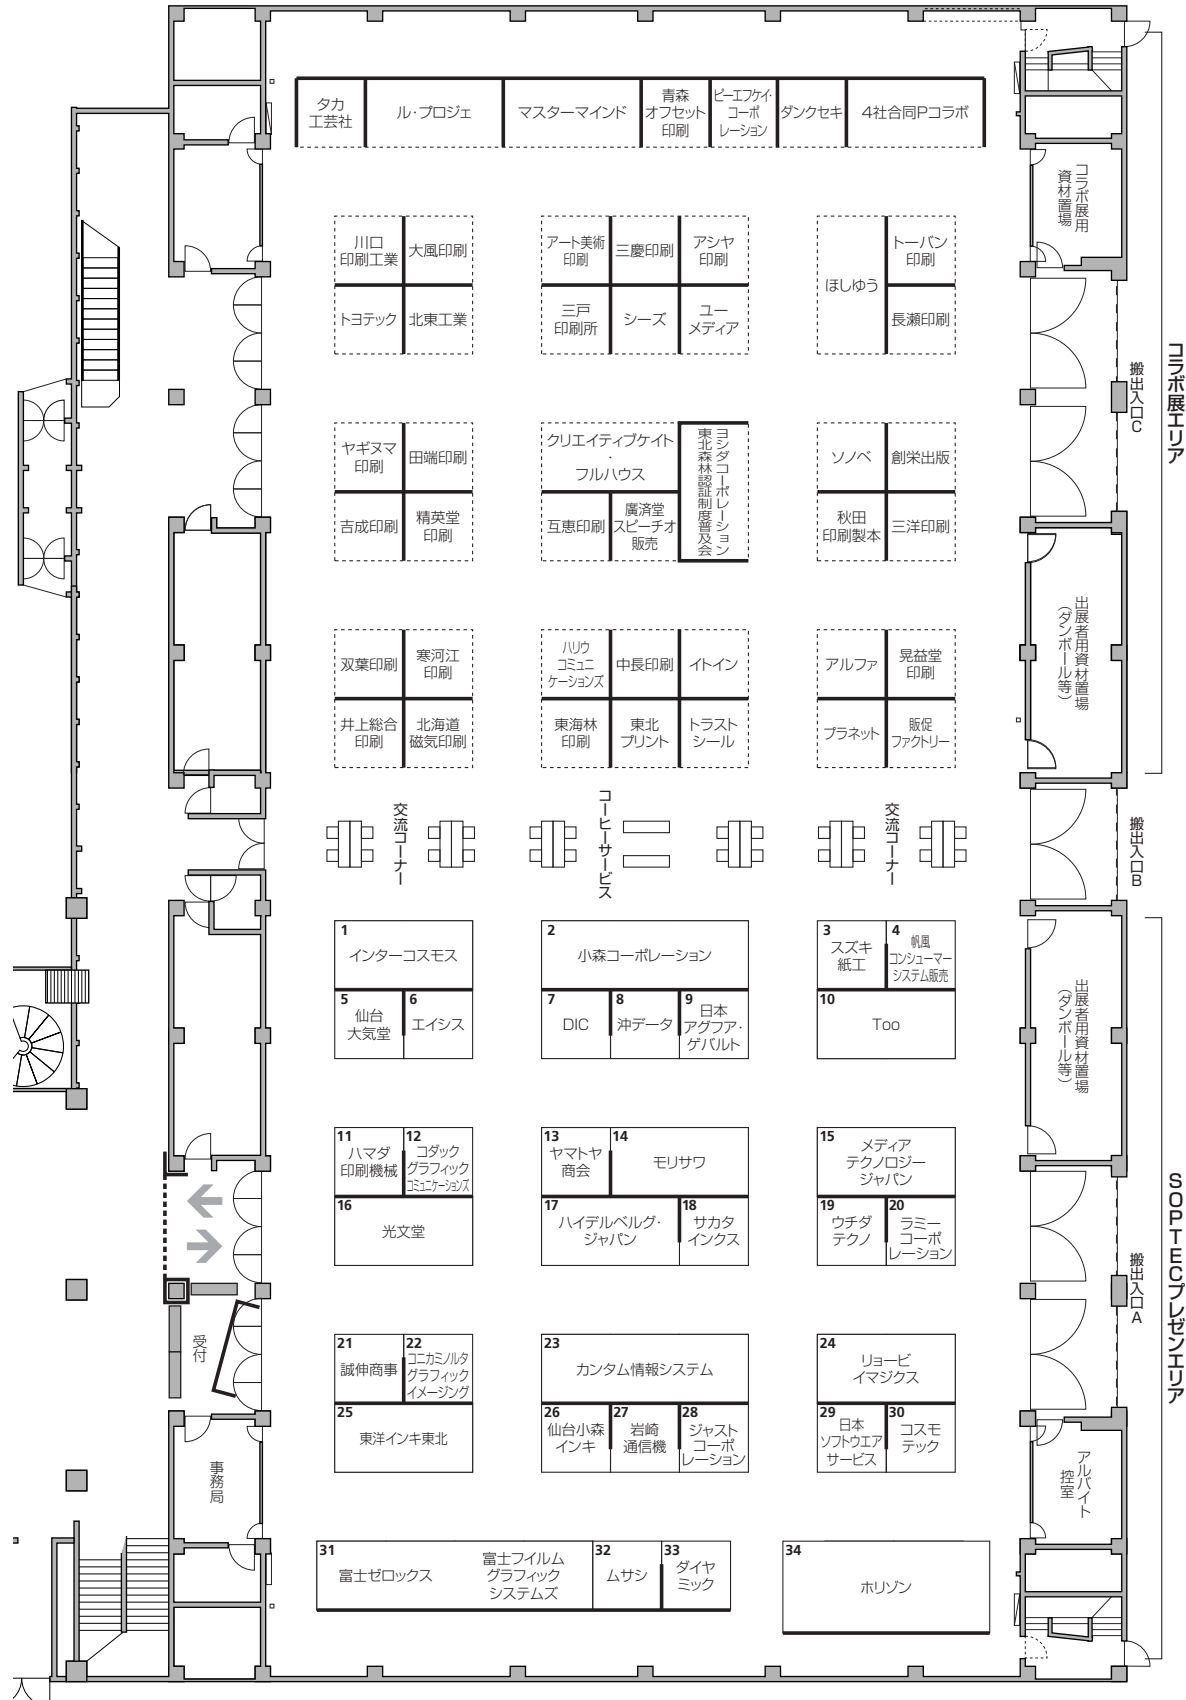 タカ
工芸社
ル・プロジェ
マスターマインド
青森
オフセット
印刷
ピーエフケイ・
コーポ
レーション
ダンクセキ
4社合同Pコラボ
コラボ展用
資材置場
川口
印刷工業
大風印刷
トヨテック
北東工業
アート美術
印刷
三慶印刷
アシヤ
印刷
三戸
印刷所
シーズ
ユー
メディア
ほしゆう
トーバン
印刷
長瀬印刷
搬出入口C
コラボ展エリア
ヤギヌマ
印刷
田端印刷
吉成印刷
精英堂
印刷
クリエイティブケイト
・
フルハウス
互恵印刷
廣済堂
スピーチオ
販売
ヨシダコーポレーション
東北森林認証制度普及会
ソノベ
創栄出版
秋田
印刷製本
三洋印刷
出展者用資材置場
（ダンボール等）
双葉印刷
寒河江
印刷
井上総合
印刷
北海道
磁気印刷
ハリウ
コミュニ
ケーションズ
中長印刷
イトイン
東海林
印刷
東北
プリント
トラスト
シール
アルファ
晃益堂
印刷
プラネット
販促
ファクトリー
交流コーナー
コーヒーサービス
交流コーナー
搬出入口B
1
インターコスモス
2
小森コーポレーション
3
スズキ
紙工
4
帆風
コンシューマー
システム販売
5
仙台
大気堂
6
エイシス
7
DIC
8
沖データ
9
日本
アグファ・
ゲバルト
10
Too
出展者用資材置場
（ダンボール等）
11
ハマダ
印刷機械
12
コダック
グラフィック
コミュニケーションズ
13
ヤマトヤ
商会
14
モリサワ
15
メディア
テクノロジー
ジャパン
16
光文堂
17
ハイデルベルグ・
ジャパン
18
サカタ
インクス
19
ウチダ
テクノ
20
ラミー
コーポ
レーション
搬出入口A
SOPTECプレゼンエリア
受付
21
誠伸商事
22
コニカミノルタ
グラフィック
イメージング
23
カンタム情報システム
24
リョービ
イマジクス
25
東洋インキ東北
26
仙台小森
インキ
27
岩崎
通信機
28
ジャスト
コーポ
レーション
29
日本
ソフトウエア
サービス
30
コスモ
テック
事務局
アルバイト
控室
31
富士ゼロックス
富士フイルム
グラフィック
システムズ
32
ムサシ
33
ダイヤ
ミック
34
ホリゾン